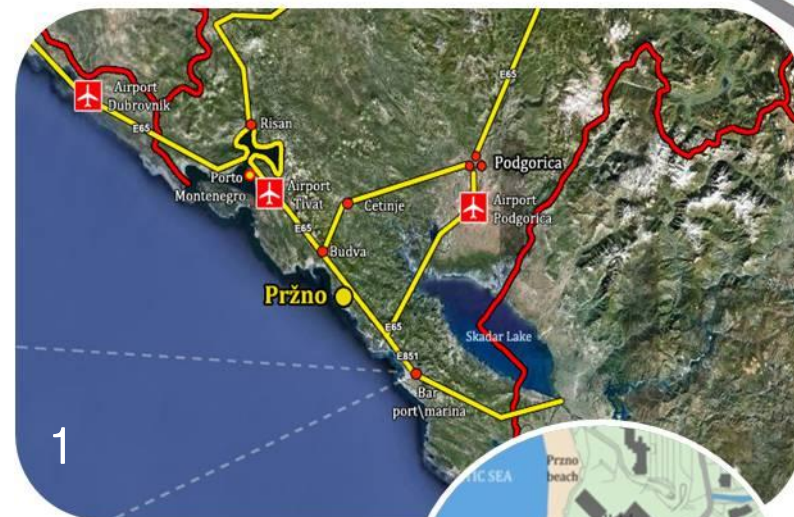 E65
Airport
Dubrovnik
E65
Risan
Porto
Montenegro
Airport
Tivat
E65
Cetinje
Podgorica
Airport
Podgorica
Budva
Pržno
E65
Skadar Lake
E851
Bar
port\marina
1
TIC SEA
Przno
beach